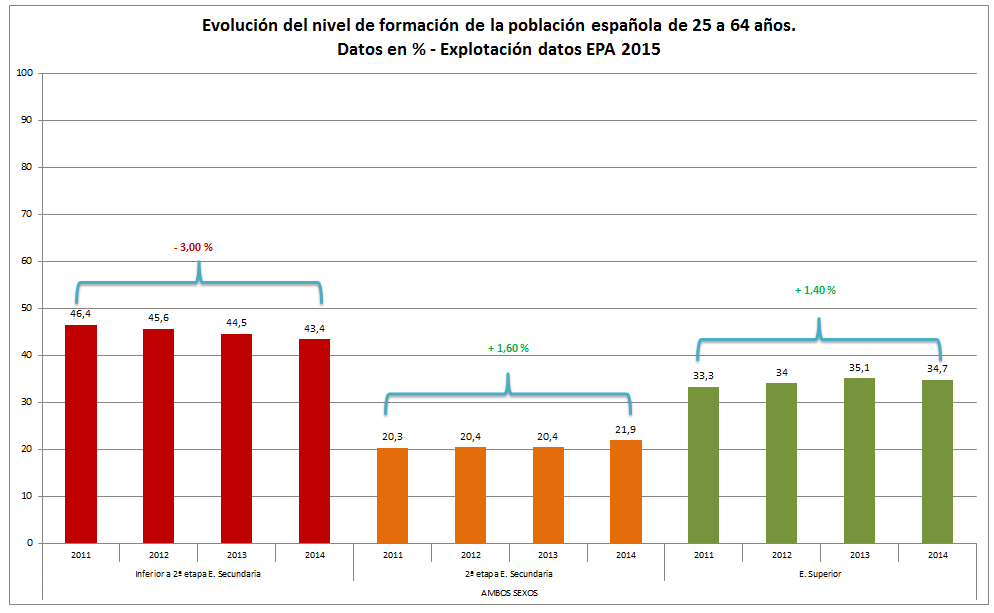 Evolución del nivel de formación de la población española de 25 a 64 años.
Datos en % - Explotación datos EPA 2015
100
90
80
70
60
50
40
30
20
10
0
- 3,00 %
46,4
45,6
44,5
43,4
+ 1,60 %
20,3
20,4
20,4
21,9
+ 1,40 %
33,3
34
35,1
34,7
2011 2012 2013 2014 2011 2012 2013 2014 2011 2012 2013 2014
Inferior a 2ª etapa E. Secundaria 2ª etapa E. Secundaria E. Superior
AMBOS SEXOS